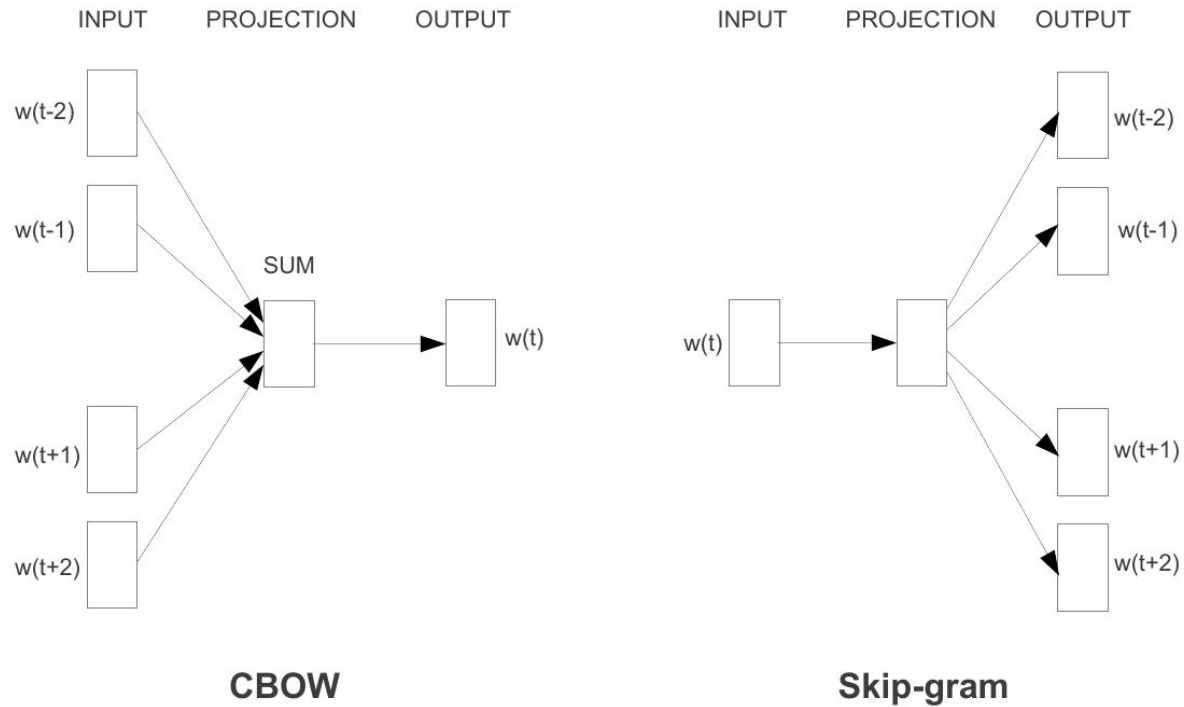 INPUT PROJECTION OUTPUT
w(t-2)
w(t-1)
SUM
w(t)
w(t+1)
w(t+2)
CBOW
INPUT PROJECTION OUTPUT
w(t-2)
w(t-1)
w(t)
w(t+1)
w(t+2)
Skip-gram